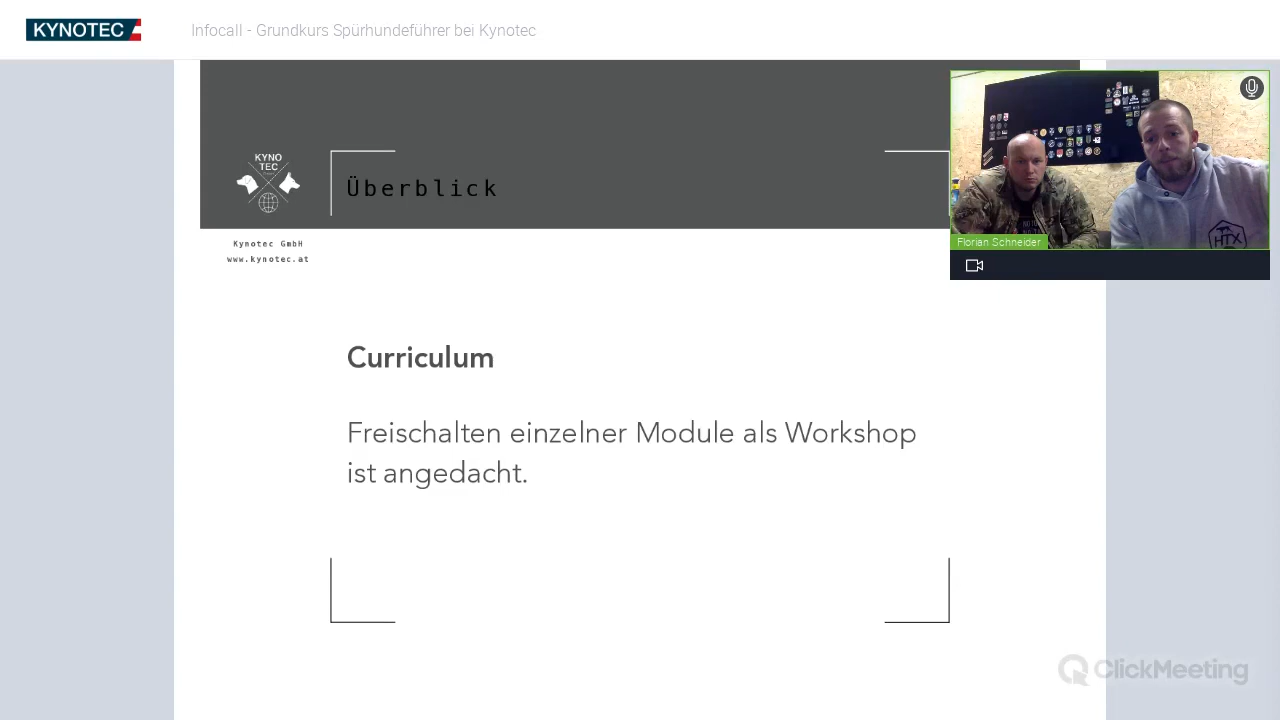 KYNOTEC
Infocall - Grundkurs Spürhundeführer bei Kynotec
KYNO
TEC
Überblick
Kynotec GmbH
www.kynotec.at
HTX
Florian Schneider
Curriculum
Freischalten einzelner Module als Workshop
ist angedacht.
ClickMeeting